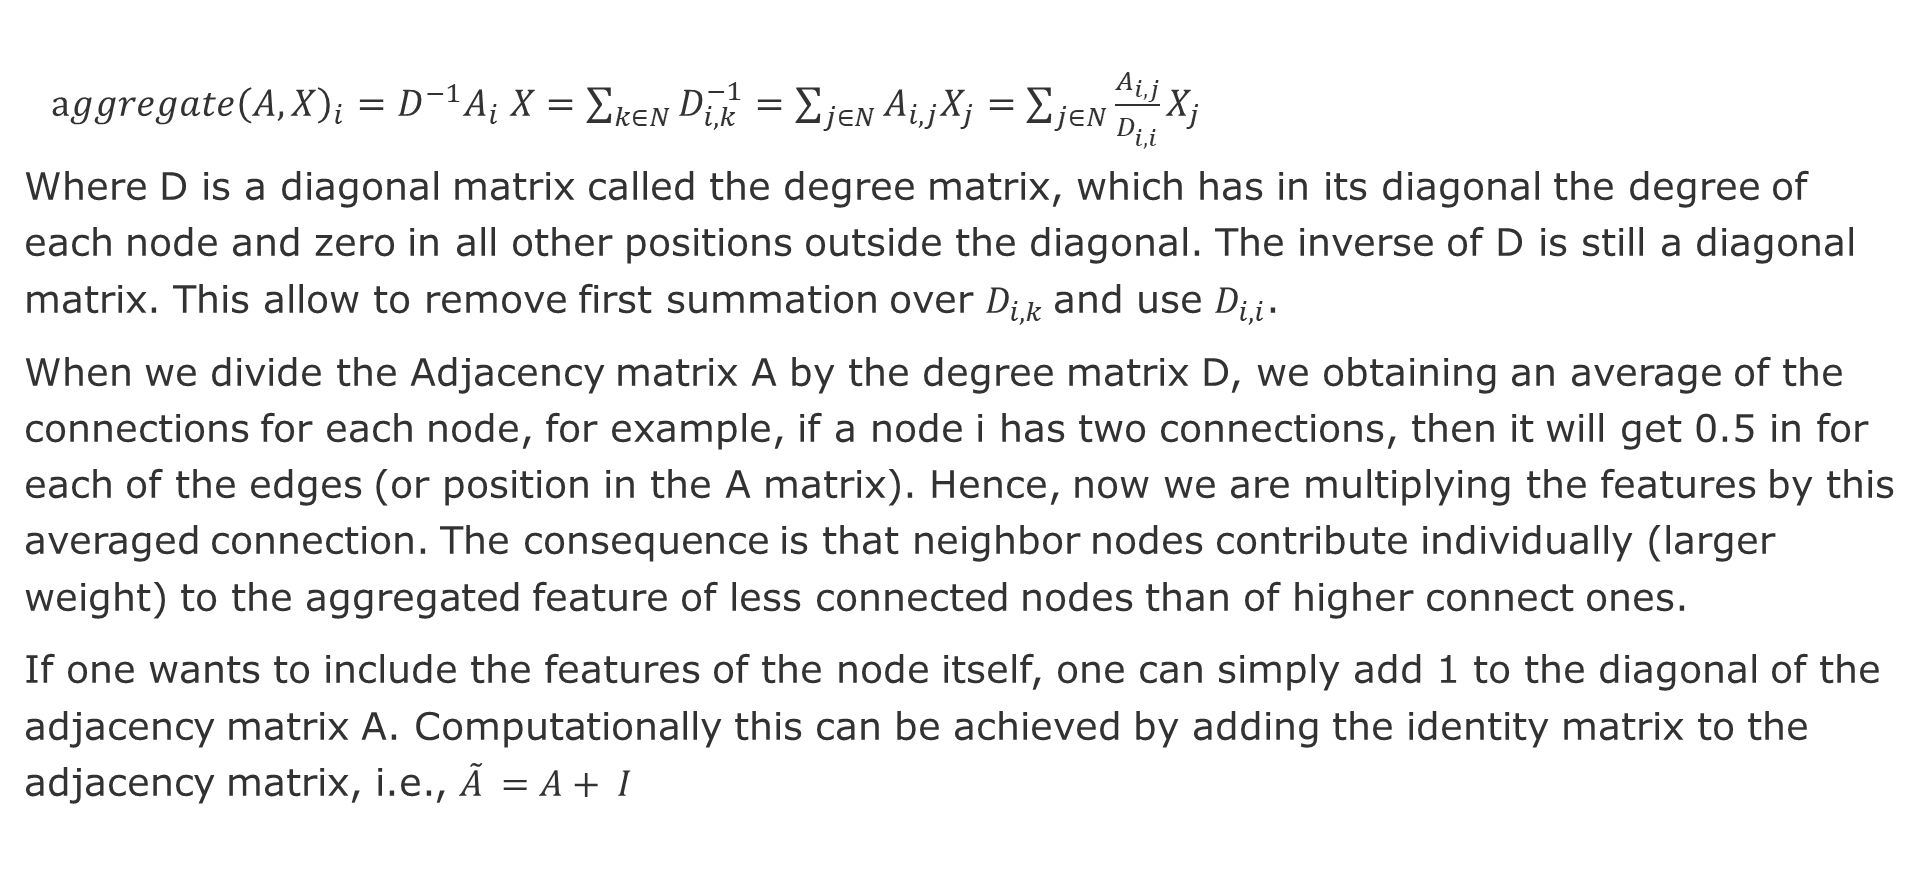 aggregate(A, X)ᵢ = D⁻¹Aᵢ X = ∑ₖ∈N D⁻¹ᵢ,ₖ = ∑ⱼ∈N Aᵢ,ⱼXⱼ = ∑ⱼ∈N Aᵢ,ⱼ/Dᵢ,ᵢ Xⱼ
Where D is a diagonal matrix called the degree matrix, which has in its diagonal the degree of
each node and zero in all other positions outside the diagonal. The inverse of D is still a diagonal
matrix. This allow to remove first summation over Dᵢ,ₖ and use Dᵢ,ᵢ.
When we divide the Adjacency matrix A by the degree matrix D, we obtaining an average of the
connections for each node, for example, if a node i has two connections, then it will get 0.5 in for
each of the edges (or position in the A matrix). Hence, now we are multiplying the features by this
averaged connection. The consequence is that neighbor nodes contribute individually (larger
weight) to the aggregated feature of less connected nodes than of higher connect ones.
If one wants to include the features of the node itself, one can simply add 1 to the diagonal of the
adjacency matrix A. Computationally this can be achieved by adding the identity matrix to the
adjacency matrix, i.e., Ã = A + I